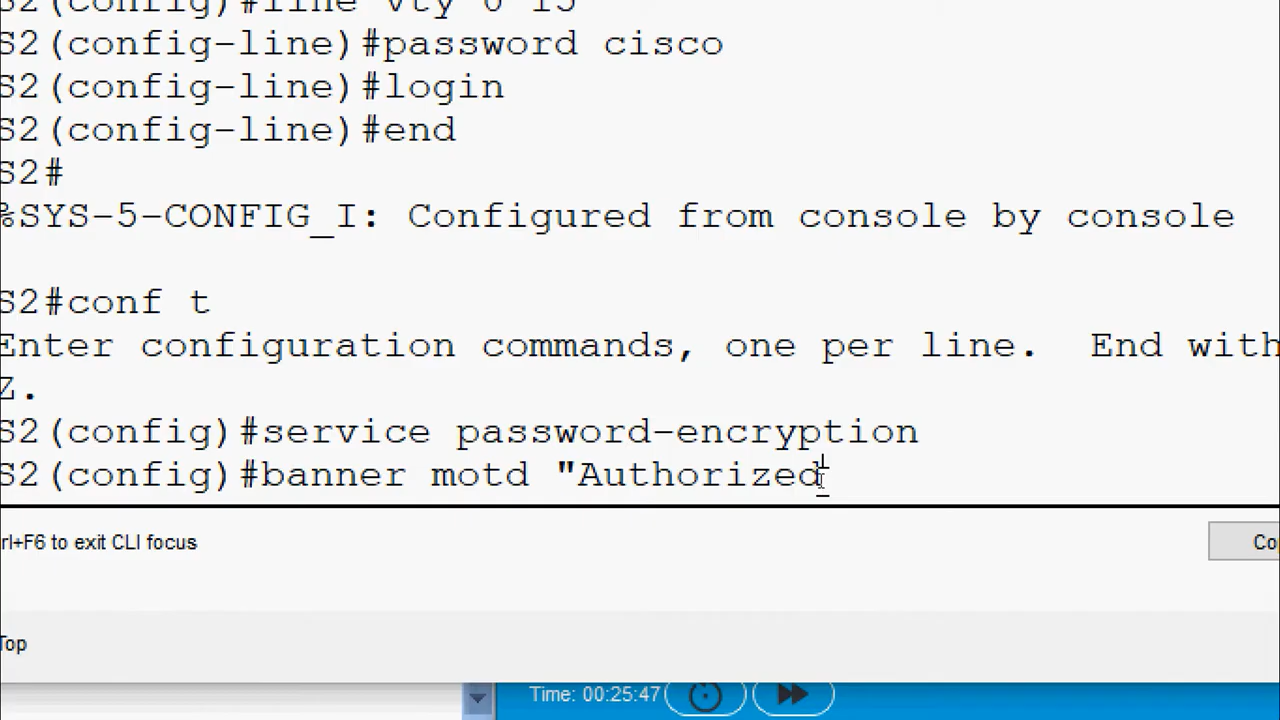 S2(config)#line vty 0 15
S2(config-line)#password cisco
S2(config-line)#login
S2(config-line)#end
S2#
%SYS-5-CONFIG_I: Configured from console by console
S2#conf t
Enter configuration commands, one per line.  End with
Z.
S2(config)#service password-encryption
S2(config)#banner motd "Authorized
rl+F6 to exit CLI focus
Co
Top
Time: 00:25:47